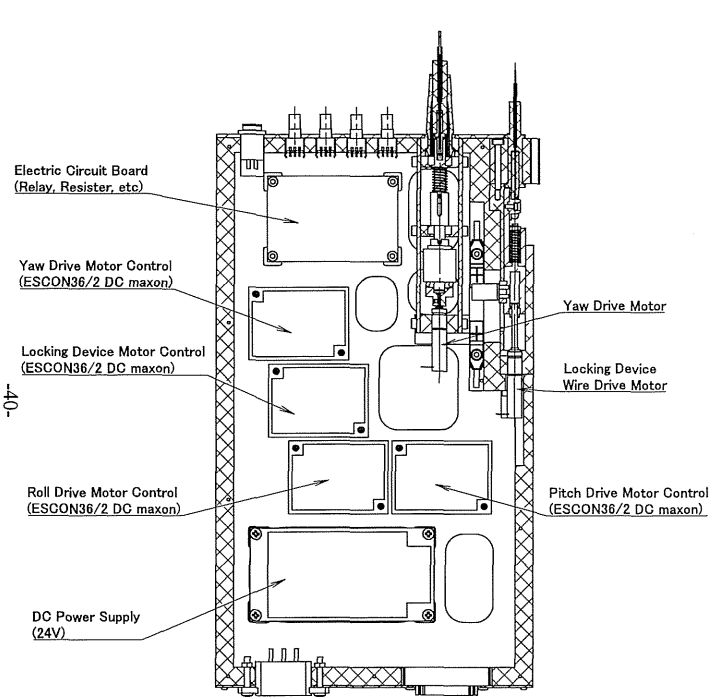 Electric Circuit Board
(Relay, Resister, etc)
Yaw Drive Motor Control
(ESCON36/2 DC maxon)
Locking Device Motor Control
(ESCON36/2 DC maxon)
Yaw Drive Motor
Locking Device
Wire Drive Motor
-40-
Roll Drive Motor Control
(ESCON36/2 DC maxon)
Pitch Drive Motor Control
(ESCON36/2 DC maxon)
DC Power Supply
(24V)